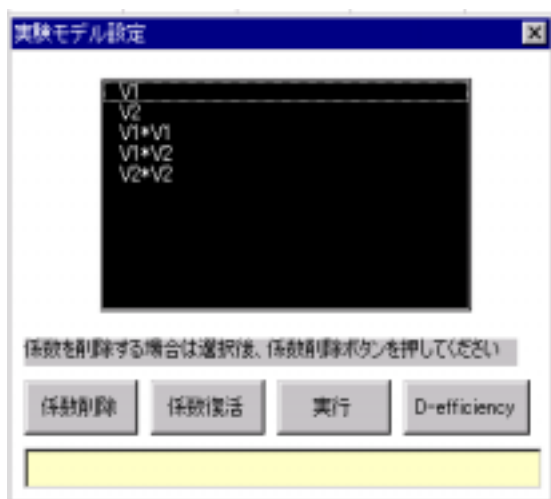 実験モデル設定
V1
V2
V1*V1
V1*V2
V2*V2
係数を削除する場合は選択後、係数削除ボタンを押してください
係数削除 係数復活 実行 D-efficiency